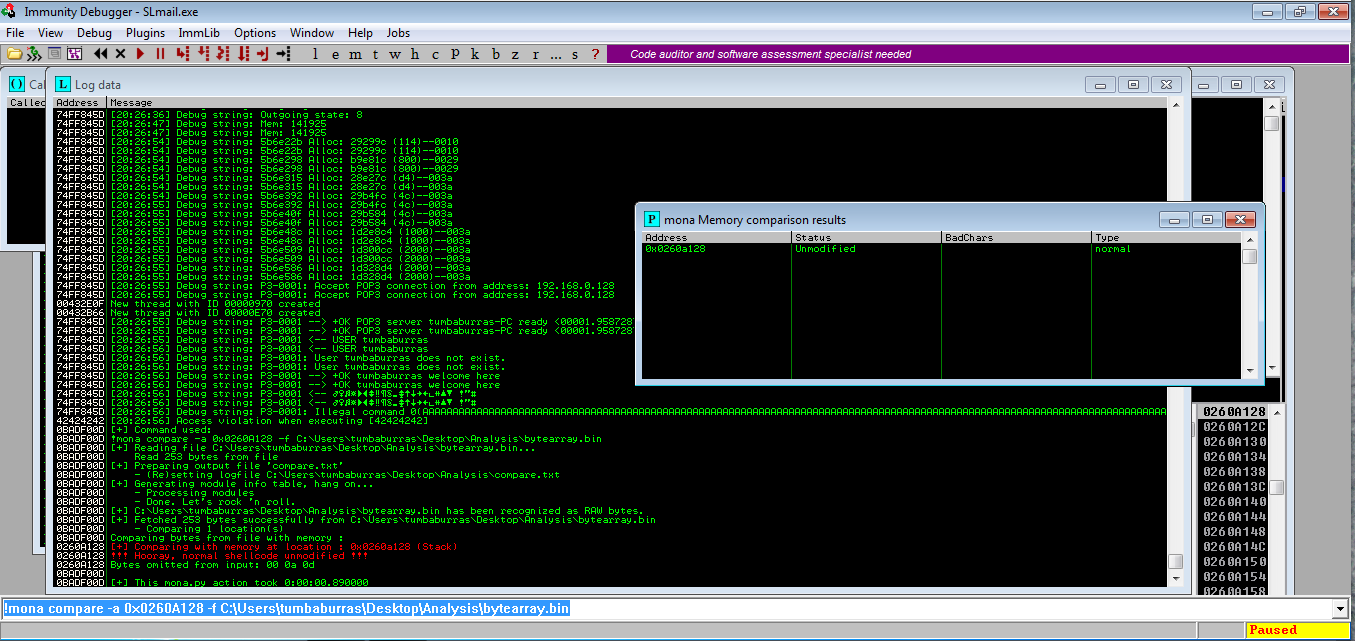 Immunity Debugger - SLmail.exe
File View Debug Plugins ImmLib Options Window Help Jobs
l e m t w h c P k b z r ... s ?
Code auditor and software assessment specialist needed
Log data
Address Message
74FF845D [20:26:36] Debug string: Outgoing state: 8
74FF845D [20:26:47] Debug string: Mem: 141925
74FF845D [20:26:47] Debug string: Mem: 141925
74FF845D [20:26:54] Debug string: 5b6e22b Alloc: 29299c (114)--0010
74FF845D [20:26:54] Debug string: 5b6e22b Alloc: 29299c (114)--0010
74FF845D [20:26:54] Debug string: 5b6e298 Alloc: b9e81c (800)--0029
74FF845D [20:26:54] Debug string: 5b6e298 Alloc: b9e81c (800)--0029
74FF845D [20:26:54] Debug string: 5b6e315 Alloc: 28e27c (d4)--003a
74FF845D [20:26:54] Debug string: 5b6e315 Alloc: 28e27c (d4)--003a
74FF845D [20:26:54] Debug string: 5b6e392 Alloc: 29b4fc (4c)--003a
74FF845D [20:26:55] Debug string: 5b6e392 Alloc: 29b4fc (4c)--003a
74FF845D [20:26:55] Debug string: 5b6e40f Alloc: 29b584 (4c)--003a
74FF845D [20:26:55] Debug string: 5b6e40f Alloc: 29b584 (4c)--003a
74FF845D [20:26:55] Debug string: 5b6e48c Alloc: 1d2e8c4 (1000)--003a
74FF845D [20:26:55] Debug string: 5b6e48c Alloc: 1d2e8c4 (1000)--003a
74FF845D [20:26:55] Debug string: 5b6e509 Alloc: 1d300cc (2000)--003a
74FF845D [20:26:55] Debug string: 5b6e509 Alloc: 1d300cc (2000)--003a
74FF845D [20:26:55] Debug string: 5b6e586 Alloc: 1d328d4 (2000)--003a
74FF845D [20:26:55] Debug string: 5b6e586 Alloc: 1d328d4 (2000)--003a
74FF845D [20:26:55] Debug string: P3-0001: Accept POP3 connection from address: 192.168.0.128
74FF845D [20:26:55] Debug string: P3-0001: Accept POP3 connection from address: 192.168.0.128
00432E0F New thread with ID 00000970 created
00432B66 New thread with ID 00000E70 created
74FF845D [20:26:55] Debug string: P3-0001 --> +OK POP3 server tumbaburras-PC ready <00001.958728
74FF845D [20:26:55] Debug string: P3-0001 --> +OK POP3 server tumbaburras-PC ready <00001.958728
74FF845D [20:26:55] Debug string: P3-0001 <-- USER tumbaburras
74FF845D [20:26:55] Debug string: P3-0001 <-- USER tumbaburras
74FF845D [20:26:56] Debug string: P3-0001: User tumbaburras does not exist.
74FF845D [20:26:56] Debug string: P3-0001: User tumbaburras does not exist.
74FF845D [20:26:56] Debug string: P3-0001 --> +OK tumbaburras welcome here
74FF845D [20:26:56] Debug string: P3-0001 --> +OK tumbaburras welcome here
74FF845D [20:26:56] Debug string: P3-0001 <--
74FF845D [20:26:56] Debug string: P3-0001 <--
74FF845D [20:26:56] Debug string: P3-0001: Illegal command
42424242 [20:26:56] Access violation when executing [42424242]
0BADF00D [+] Command used:
0BADF00D !mona compare -a 0x0260A128 -f C:\Users\tumbaburras\Desktop\Analysis\bytearray.bin
0BADF00D [+] Reading file C:\Users\tumbaburras\Desktop\Analysis\bytearray.bin...
0BADF00D Read 253 bytes from file
0BADF00D [+] Preparing output file 'compare.txt'
0BADF00D - (Re)setting logfile C:\Users\tumbaburras\Desktop\Analysis\compare.txt
0BADF00D [+] Generating module info table, hang on...
0BADF00D - Processing modules
0BADF00D - Done. Let's rock 'n roll.
0BADF00D [+] C:\Users\tumbaburras\Desktop\Analysis\bytearray.bin has been recognized as RAW bytes.
0BADF00D [+] Fetched 253 bytes successfully from C:\Users\tumbaburras\Desktop\Analysis\bytearray.bin
0BADF00D - Comparing 1 location(s)
0BADF00D Comparing bytes from file with memory :
0260A128 [+] Comparing with memory at location : 0x0260a128 (Stack)
0260A128 !!! Hooray, normal shellcode unmodified !!!
0260A128 Bytes omitted from input: 00 0a 0d
0BADF00D
0BADF00D [+] This mona.py action took 0:00:00.890000
mona Memory comparison results
Address Status BadChars Type
0x0260a128 Unmodified normal
0260A128
0260A12C
0260A130
0260A134
0260A138
0260A13C
0260A140
0260A144
0260A148
0260A14C
0260A150
0260A154
0260A158
!mona compare -a 0x0260A128 -f C:\Users\tumbaburras\Desktop\Analysis\bytearray.bin
Paused